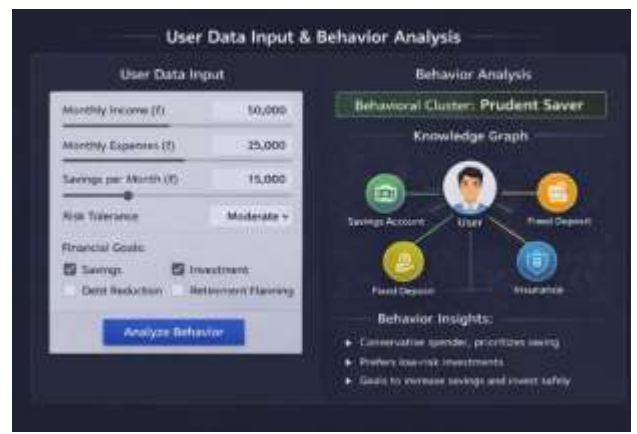 User Data Input & Behavior Analysis
User Data Input
Monthly Income (₹) 50,000
Monthly Expenses (₹) 25,000
Savings per Month (₹) 15,000
Risk Tolerance Moderate
Financial Goals:
Savings Investment
Debt Reduction Retirement Planning
Analyze Behavior
Behavior Analysis
Behavioral Cluster: Prudent Saver
Knowledge Graph
Savings Account User Fixed Deposit
Fixed Deposit Insurance
Behavior Insights:
Conservative spender, prioritizes saving
Prefers low-risk investments
Goals to increase savings and invest safely